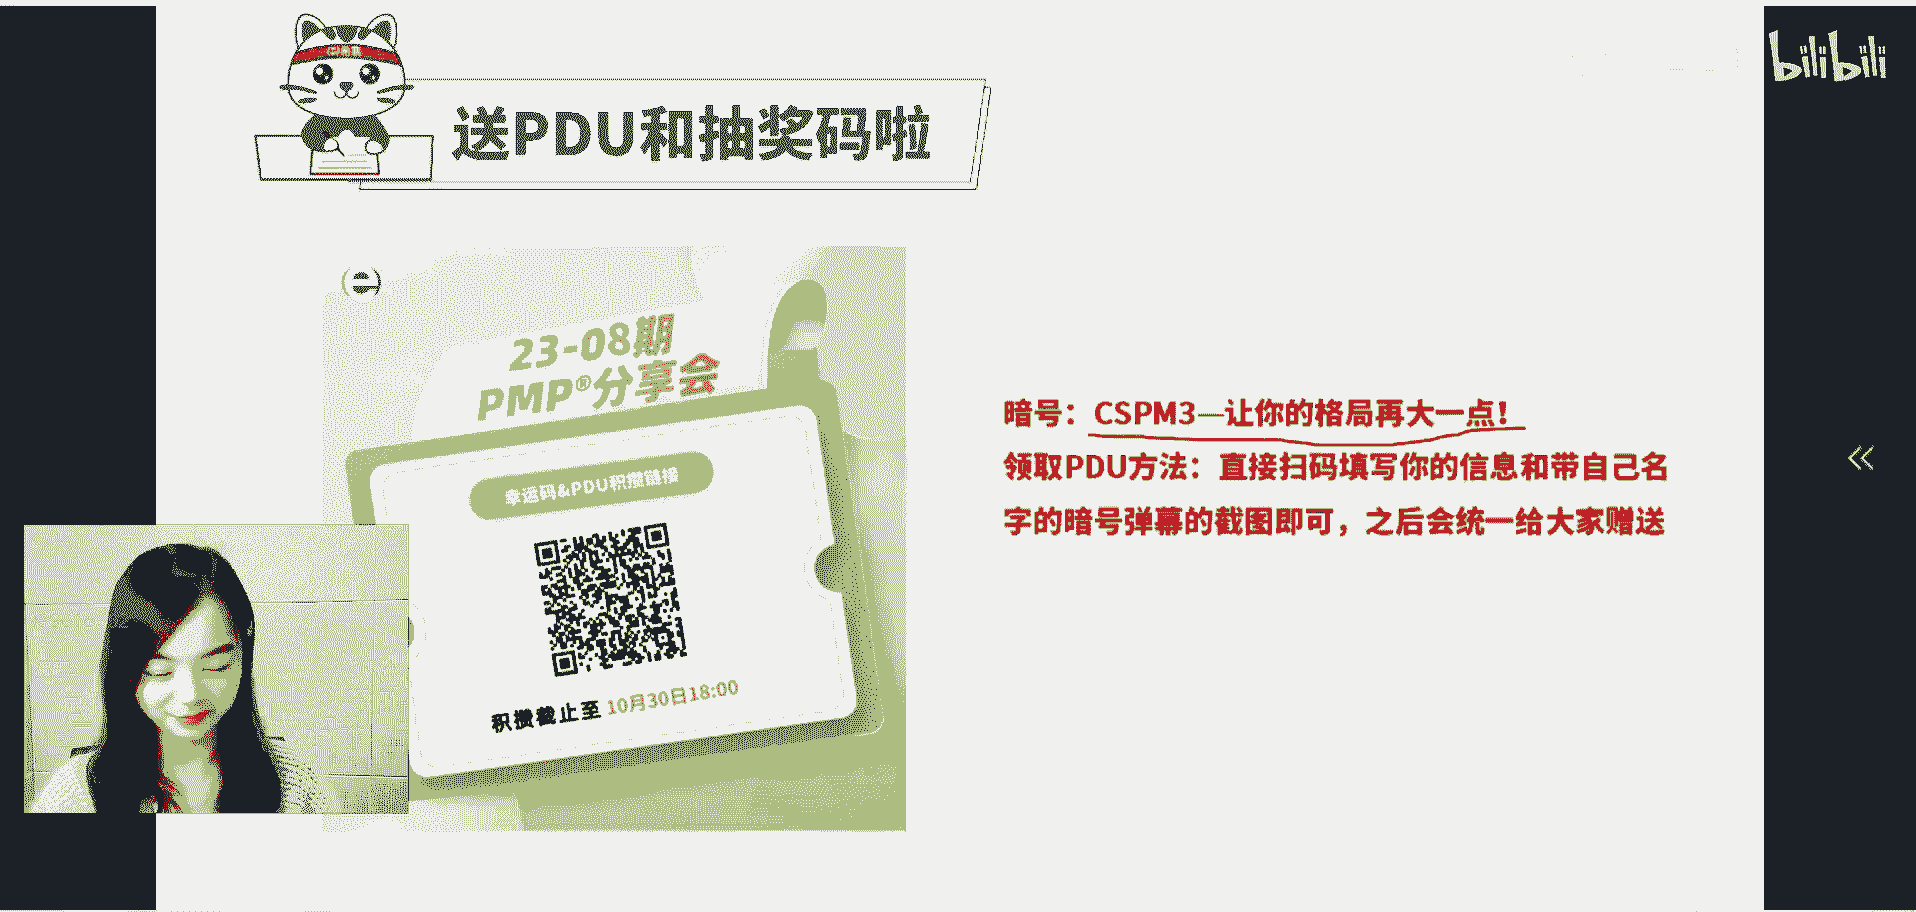 bilibili
送PDU和抽奖码啦
e
23-08期
PMP®分享会
幸运码&PDU积攒链接
积攒截止至 10月30日18:00
暗号：CSPM3—让你的格局再大一点！
领取PDU方法：直接扫码填写你的信息和带自己名
字的暗号弹幕的截图即可，之后会统一给大家赠送